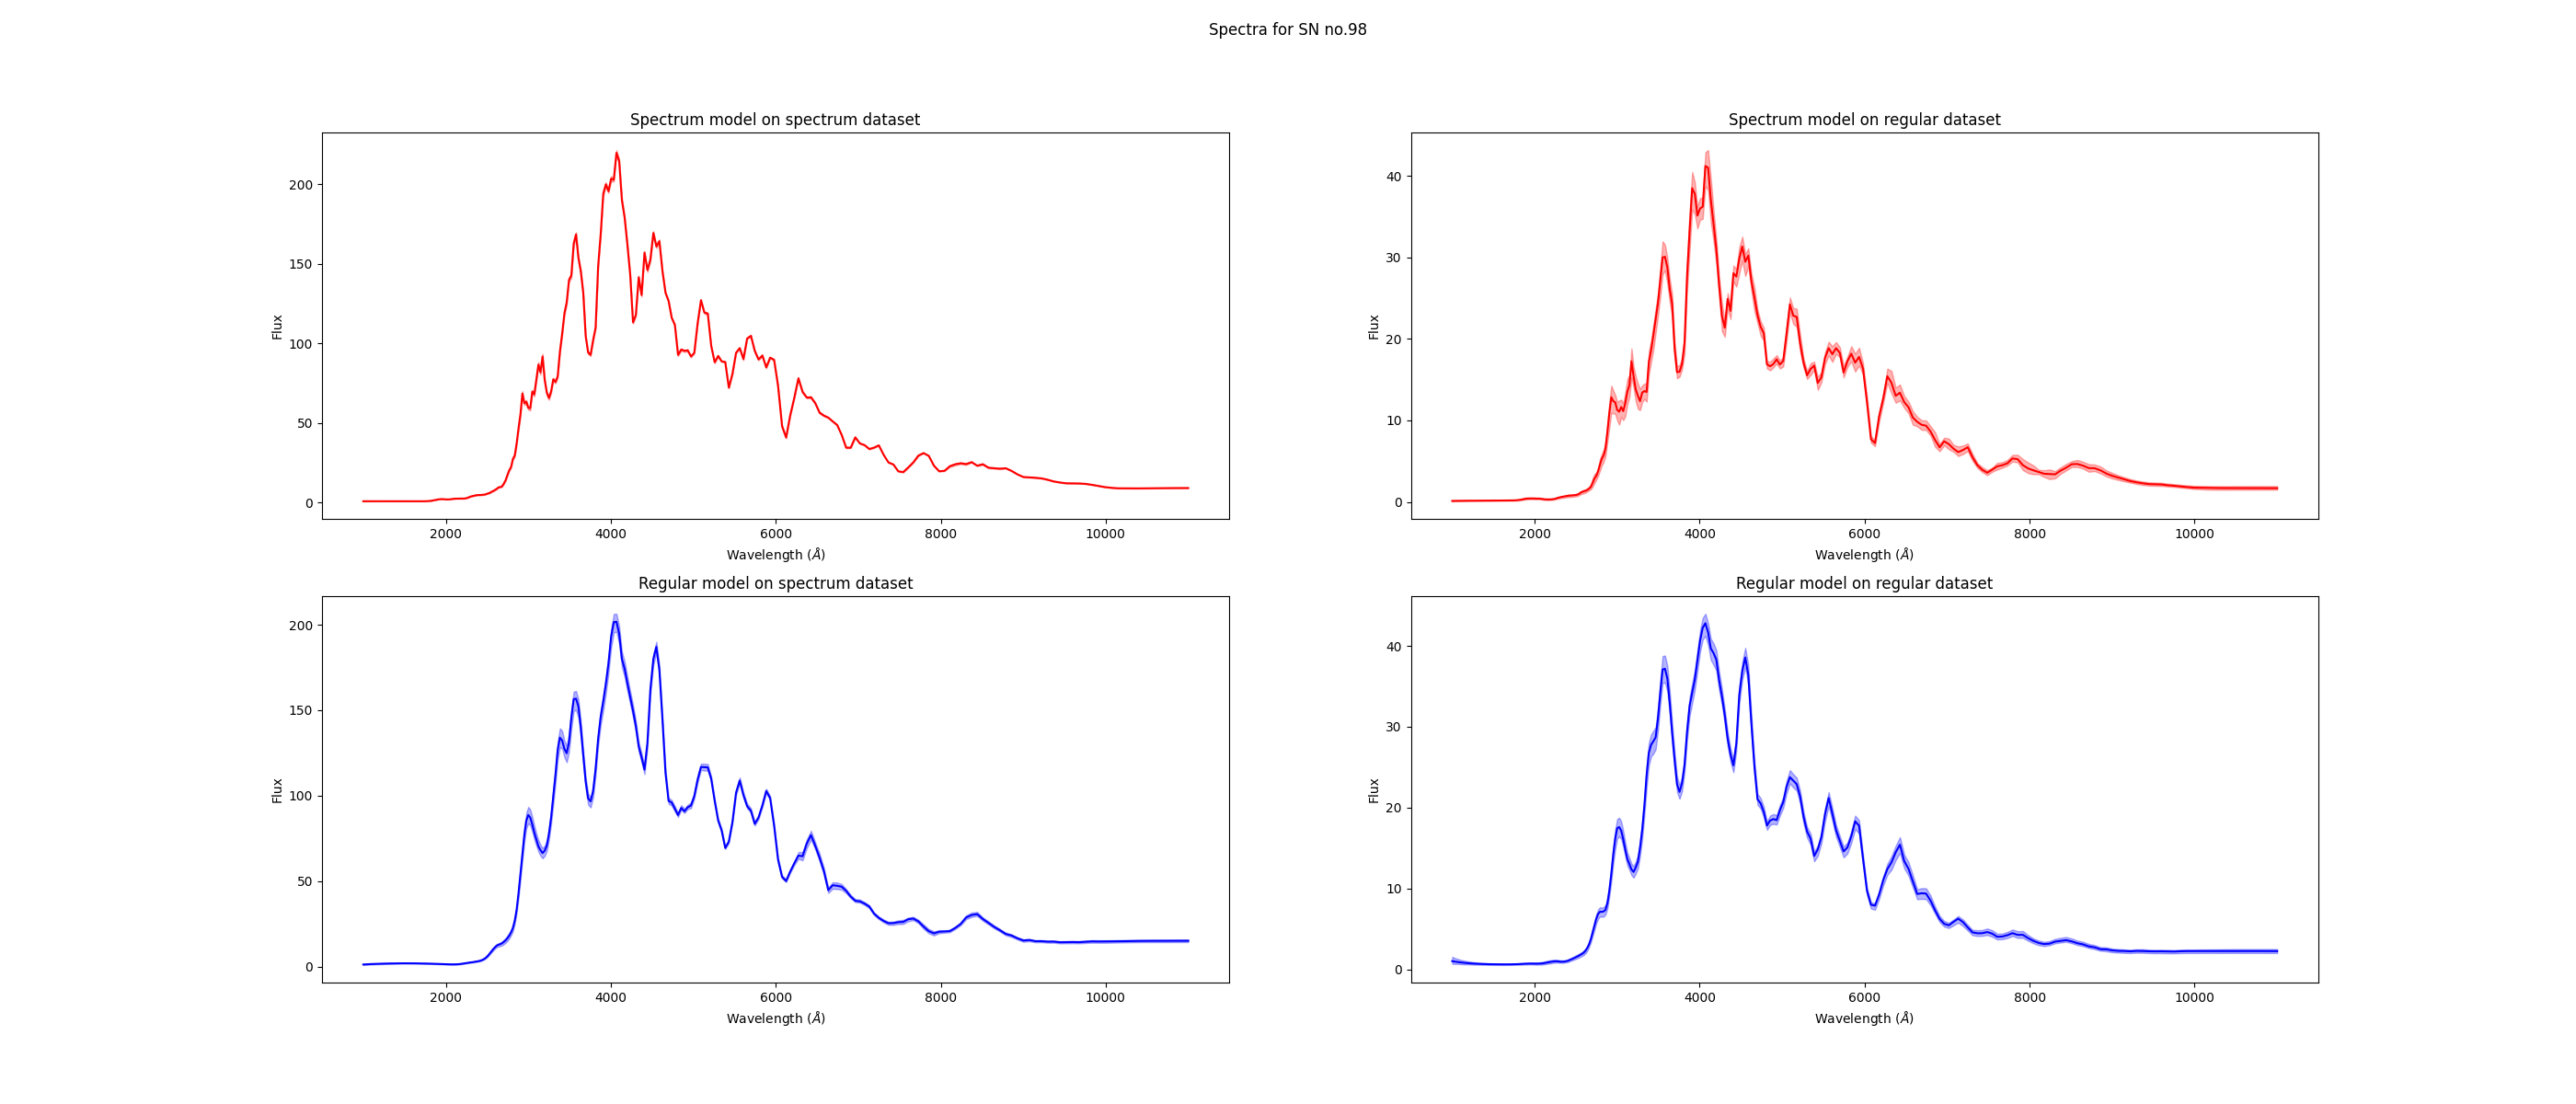 Spectra for SN no.98
Spectrum model on spectrum dataset
Flux
200
150
100
50
0
2000 4000 6000 8000 10000
Wavelength (Å)
Spectrum model on regular dataset
Flux
40
30
20
10
0
2000 4000 6000 8000 10000
Wavelength (Å)
Regular model on spectrum dataset
Flux
200
150
100
50
0
2000 4000 6000 8000 10000
Wavelength (Å)
Regular model on regular dataset
Flux
40
30
20
10
0
2000 4000 6000 8000 10000
Wavelength (Å)